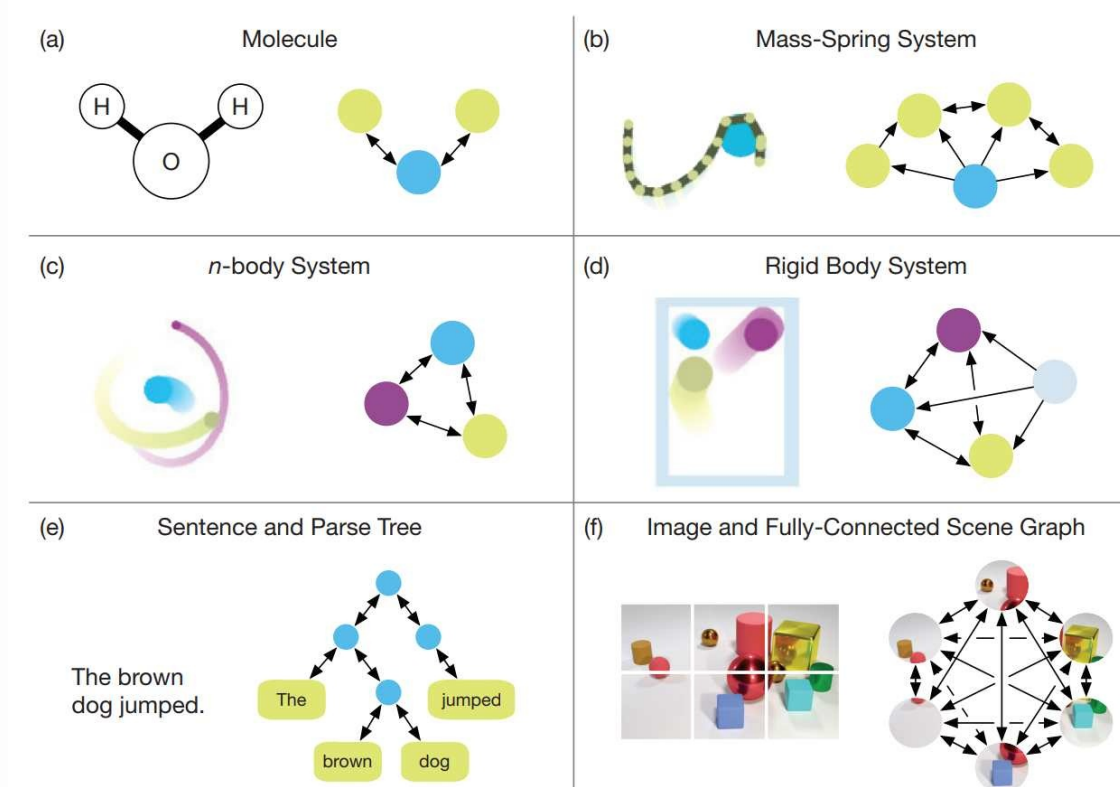 (a) Molecule
H H
O
(b) Mass-Spring System
(c) n-body System
(d) Rigid Body System
(e) Sentence and Parse Tree
The brown
dog jumped.
The jumped
brown dog
(f) Image and Fully-Connected Scene Graph